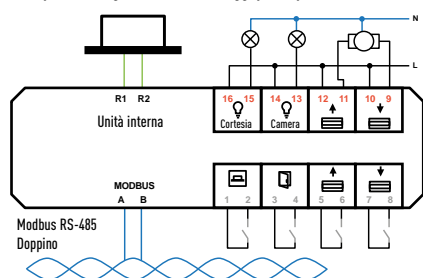 N
L
R1 R2
16 15 14 13 12 11 10 9
Unità interna
Cortesia Camera
MODBUS
A B
1 2 3 4 5 6 7 8
Modbus RS-485
Doppino